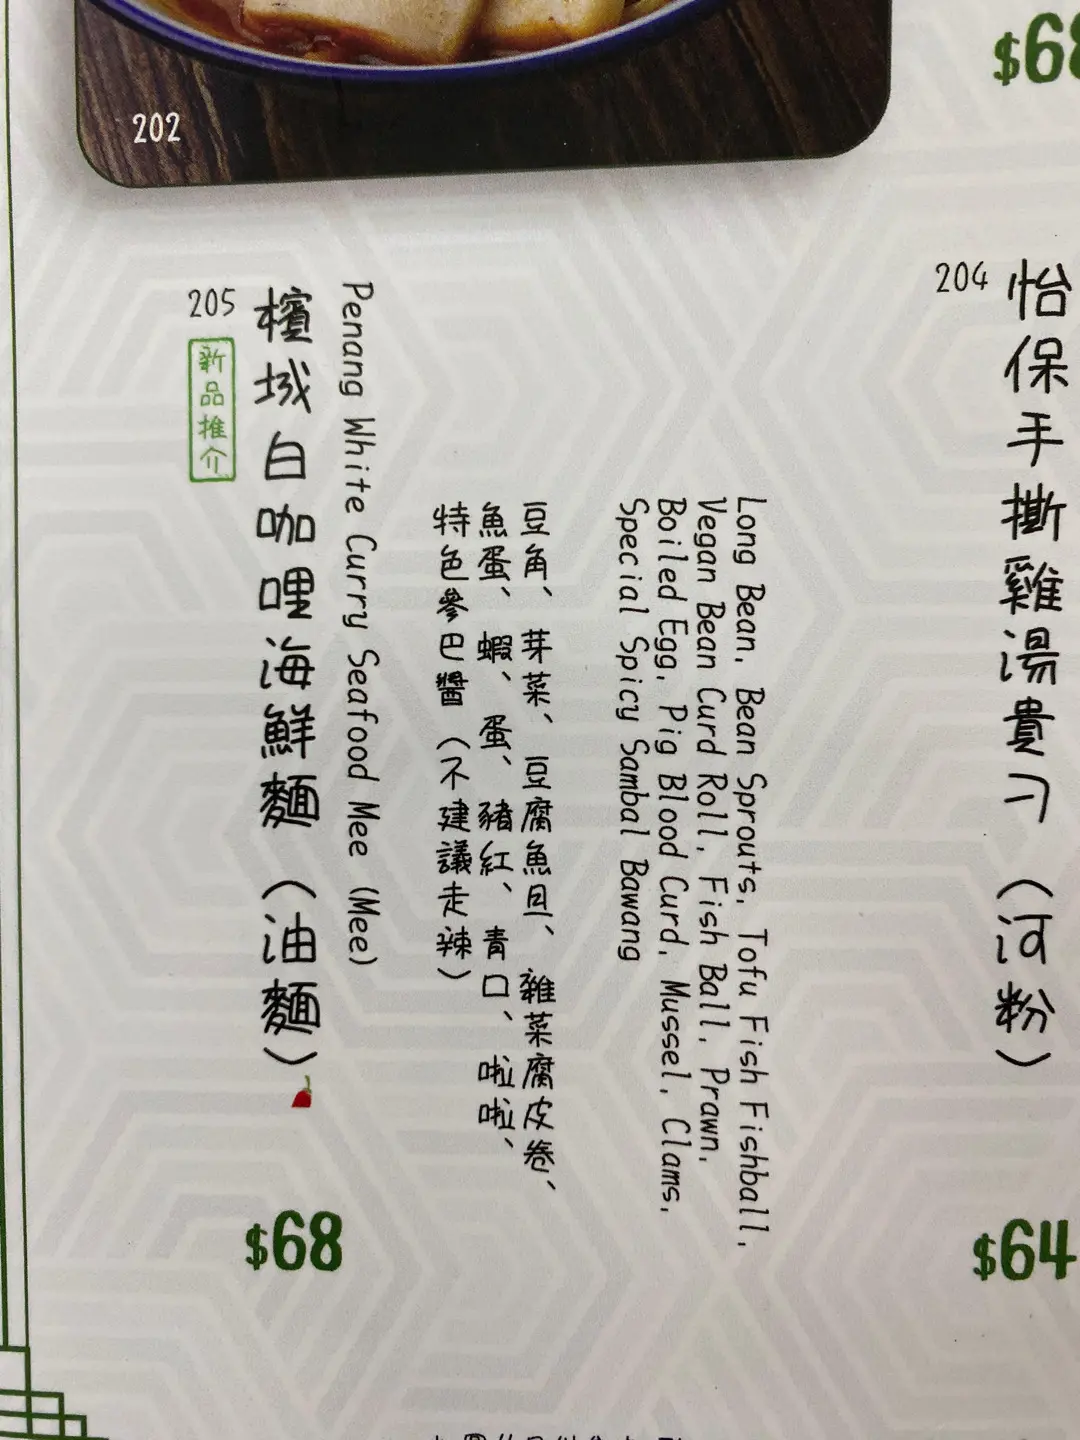 202
$68
204
怡保手撕雞湯貴刁（河粉）
$64
205
新品推介
檳城白咖哩海鮮麵（油麵）
Penang White Curry Seafood Mee (Mee)
豆角、芽菜、豆腐魚旦、雜菜腐皮卷、
魚蛋、蝦、蛋、豬紅、青口、啦啦、
特色參巴醬（不建議走辣）
Long Bean, Bean Sprouts, Tofu Fish Fishball,
Vegan Bean Curd Roll, Fish Ball, Prawn,
Boiled Egg, Pig Blood Curd, Mussel, Clams,
Special Spicy Sambal Bawang
$68